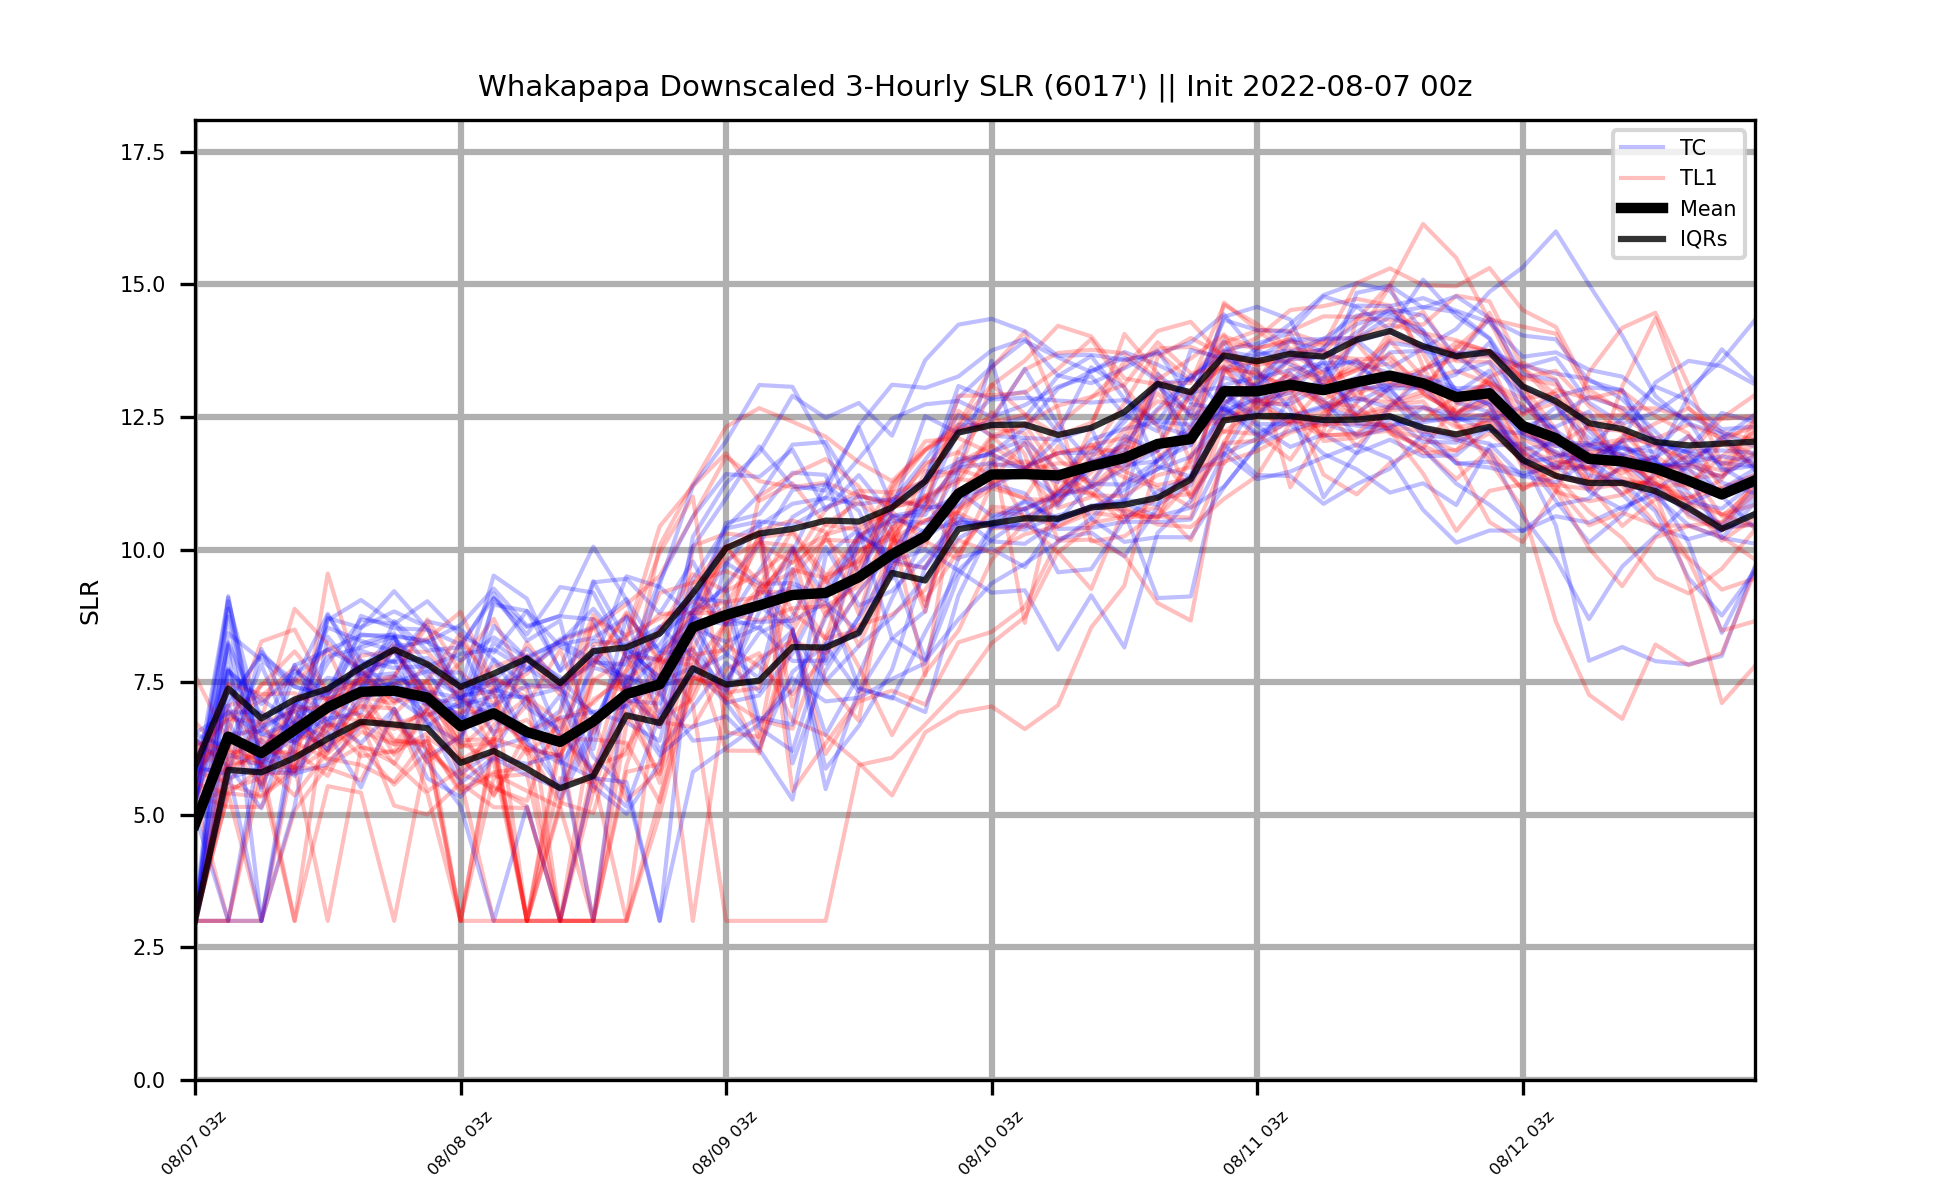 Whakapapa Downscaled 3-Hourly SLR (6017') || Init 2022-08-07 00z
TC
TL1
Mean
IQRs
SLR
17.5
15.0
12.5
10.0
7.5
5.0
2.5
0.0
08/07 03z
08/08 03z
08/09 03z
08/10 03z
08/11 03z
08/12 03z